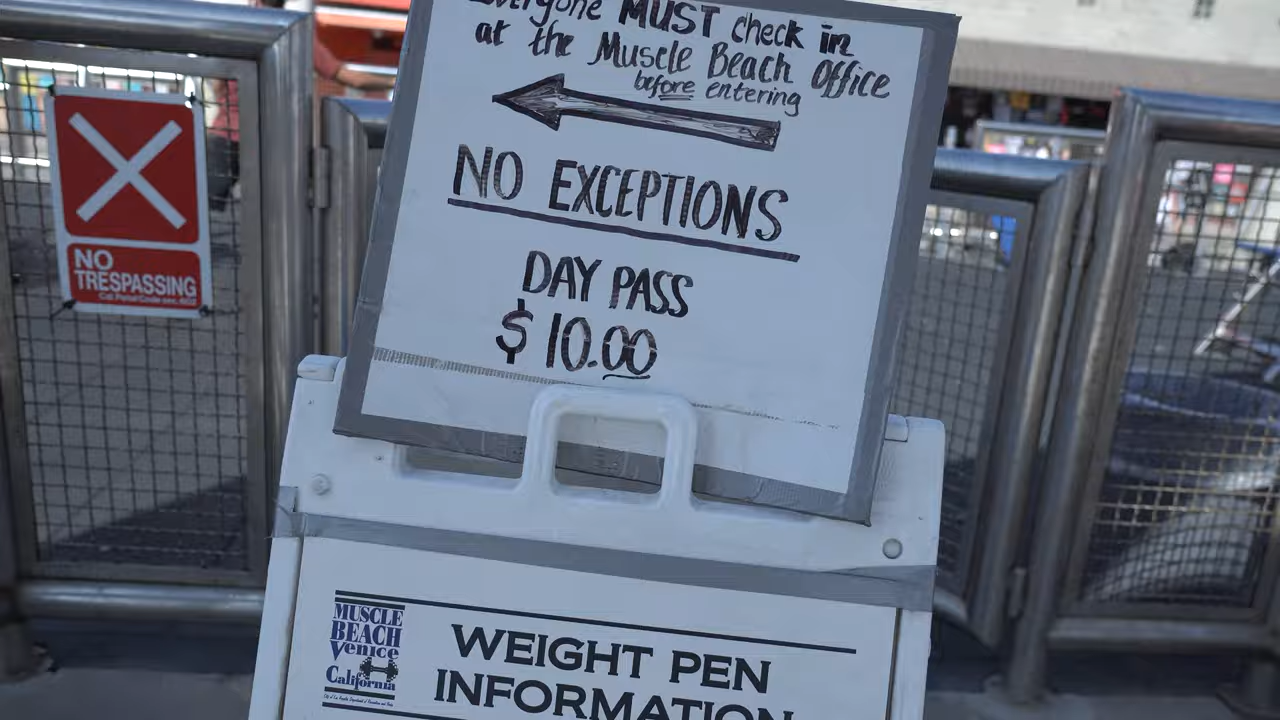 Everyone MUST check in
at the Muscle Beach Office
before entering
NO EXCEPTIONS
DAY PASS
$10.00
NO
TRESPASSING
MUSCLE
BEACH
Venice
California
WEIGHT PEN
INFORMATION